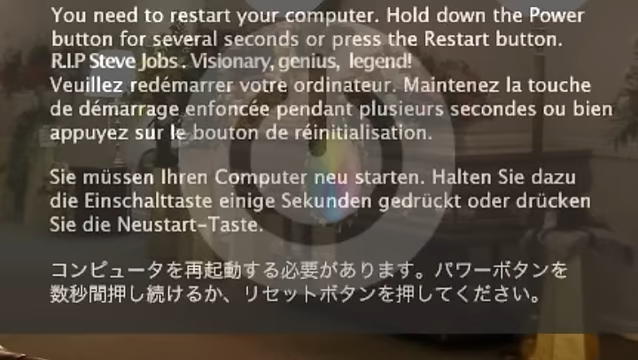 You need to restart your computer. Hold down the Power
button for several seconds or press the Restart button.
R.I.P Steve Jobs. Visionary, genius, legend!
Veuillez redémarrer votre ordinateur. Maintenez la touche
de démarrage enfoncée pendant plusieurs secondes ou bien
appuyez sur le bouton de réinitialisation.
Sie müssen Ihren Computer neu starten. Halten Sie dazu
die Einschalttaste einige Sekunden gedrückt oder drücken
Sie die Neustart-Taste.
コンピュータを再起動する必要があります。パワーボタンを
数秒間押し続けるか、リセットボタンを押してください。